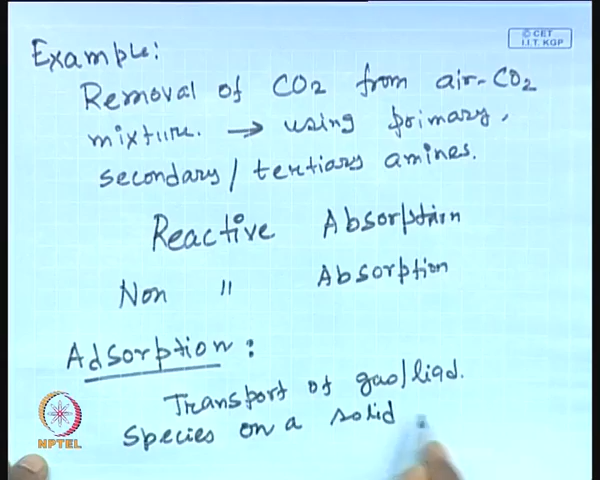 © CET
I.I.T. KGP
Example:
Removal of CO2 from air-CO2
mixture. → using primary,
secondary/tertiary amines.
Reactive Absorption
Non " Absorption
Adsorption:
Transport of gas/liqd.
Species on a solid
NPTEL